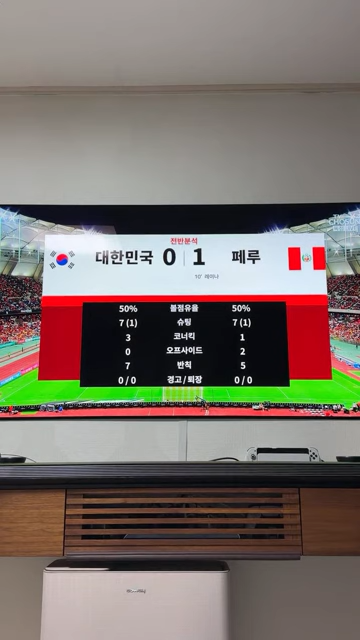 전반분석
대한민국 0 1 페루
10' 레이나
50% 볼점유율 50%
7 (1) 슈팅 7 (1)
3 코너킥 1
0 오프사이드 2
7 반칙 5
0 / 0 경고 / 퇴장 0 / 0